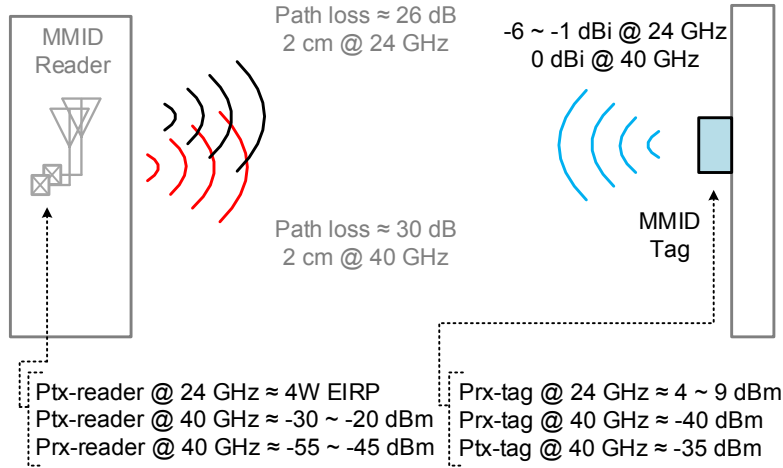 MMID
Reader
Path loss ≈ 26 dB
2 cm @ 24 GHz
-6 ~ -1 dBi @ 24 GHz
0 dBi @ 40 GHz
Path loss ≈ 30 dB
2 cm @ 40 GHz
MMID
Tag
Ptx-reader @ 24 GHz ≈ 4W EIRP
Ptx-reader @ 40 GHz ≈ -30 ~ -20 dBm
Prx-reader @ 40 GHz ≈ -55 ~ -45 dBm
Prx-tag @ 24 GHz ≈ 4 ~ 9 dBm
Prx-tag @ 40 GHz ≈ -40 dBm
Ptx-tag @ 40 GHz ≈ -35 dBm